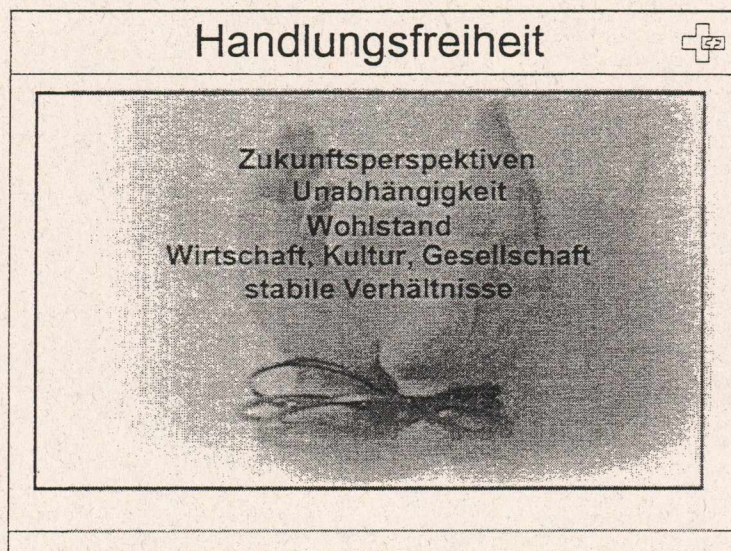 Handlungsfreiheit
Zukunftsperspektiven
Unabhängigkeit
Wohlstand
Wirtschaft, Kultur, Gesellschaft
stabile Verhältnisse